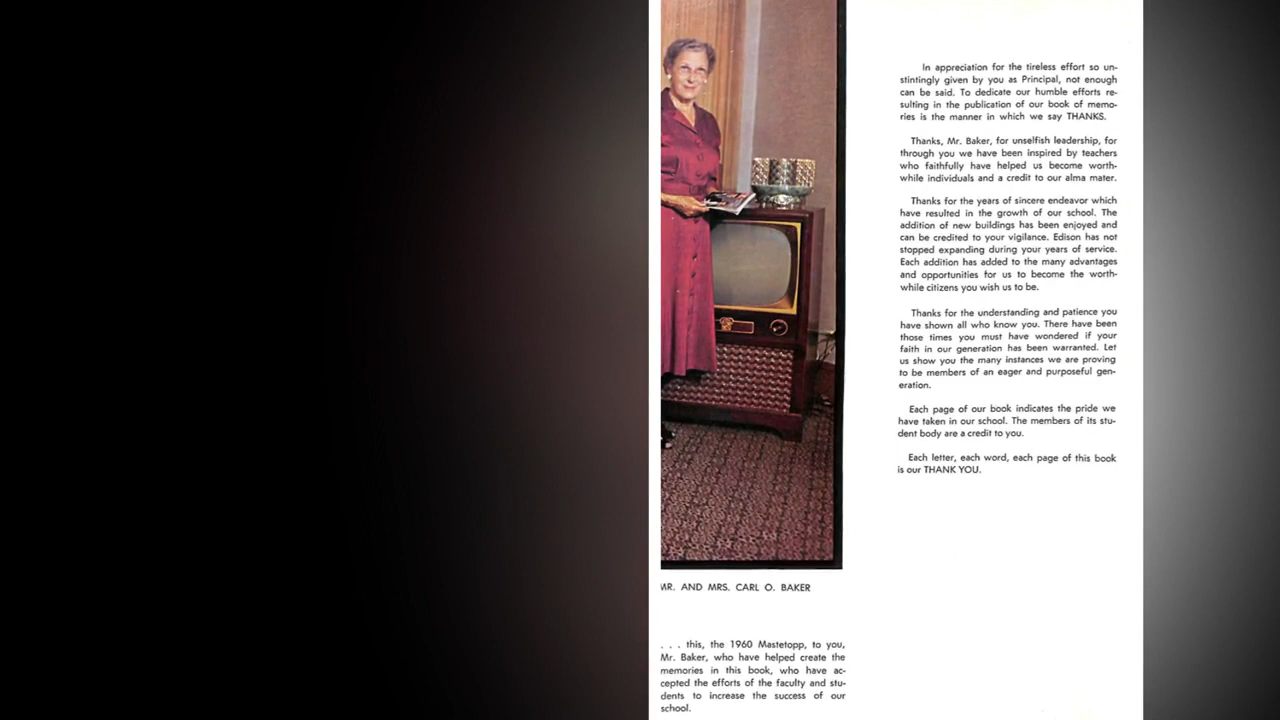 MR. AND MRS. CARL O. BAKER
. . . this, the 1960 Mastetopp, to you,
Mr. Baker, who have helped create the
memories in this book, who have ac-
cepted the efforts of the faculty and stu-
dents to increase the success of our
school.
In appreciation for the tireless effort so un-
stintingly given by you as Principal, not enough
can be said. To dedicate our humble efforts re-
sulting in the publication of our book of memo-
ries is the manner in which we say THANKS.
Thanks, Mr. Baker, for unselfish leadership, for
through you we have been inspired by teachers
who faithfully have helped us become worth-
while individuals and a credit to our alma mater.
Thanks for the years of sincere endeavor which
have resulted in the growth of our school. The
addition of new buildings has been enjoyed and
can be credited to your vigilance. Edison has not
stopped expanding during your years of service.
Each addition has added to the many advantages
and opportunities for us to become the worth-
while citizens you wish us to be.
Thanks for the understanding and patience you
have shown all who know you. There have been
those times you must have wondered if your
faith in our generation has been warranted. Let
us show you the many instances we are proving
to be members of an eager and purposeful gen-
eration.
Each page of our book indicates the pride we
have taken in our school. The members of its stu-
dent body are a credit to you.
Each letter, each word, each page of this book
is our THANK YOU.